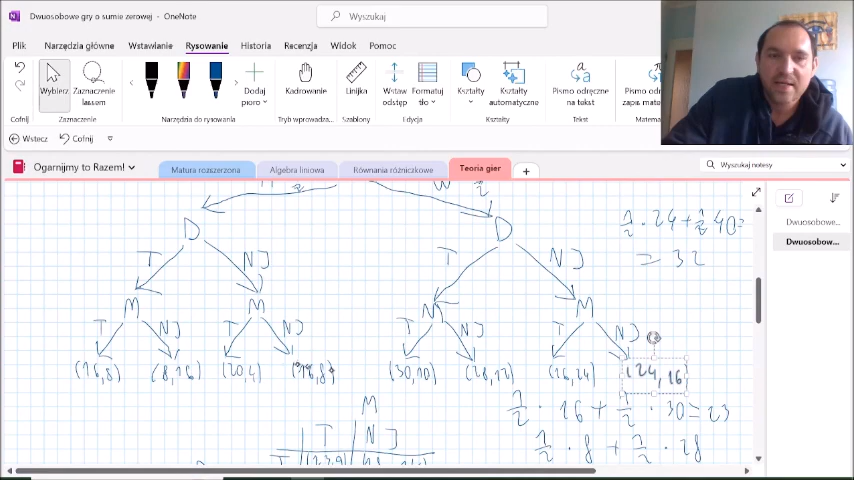 Dwuosobowe gry o sumie zerowej - OneNote
Wyszukaj
Plik Narzędzia główne Wstawianie Rysowanie Historia Recenzja Widok Pomoc
Wybierz
Zaznaczenie lassem
Dodaj pióro
Kadrowanie
Linijka
Wstaw odstęp
Formatuj tło
Kształty
Kształty automatyczne
Pismo odręczne na tekst
Cofnij Zaznaczenie Narzędzia do rysowania Szablony Edycja Kształty Tekst
Wstecz Cofnij
Ogarnijmy to Razem! Matura rozszerzona Algebra liniowa Równania różniczkowe Teoria gier + Wyszukaj notesy
Dwuosobowe...
Dwuosobow...
W 1/2
1/2 · 24 + 1/2 40 =
= 32
D D
T NJ T NJ
M M M M
T NJ T NJ T NJ T NJ
(16,8) (8,16) (20,4) (30,10) (28,12) (16,24) (24,16)
1/2 · 16 + 1/2 · 30 = 23
1/2 · 8 + 1/2 · 28
M
T NJ